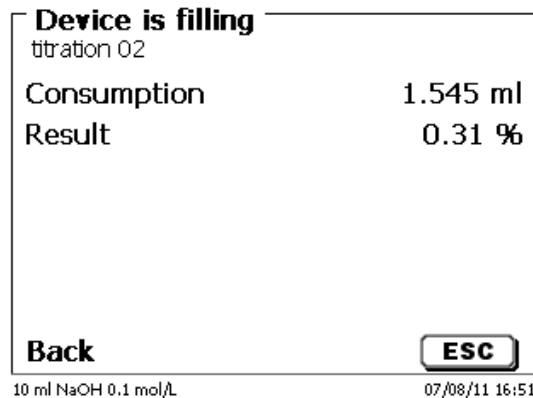 Device is filling
titration 02
Consumption 1.545 ml
Result 0.31 %
Back ESC
10 ml NaOH 0.1 mol/L 07/08/11 16:51